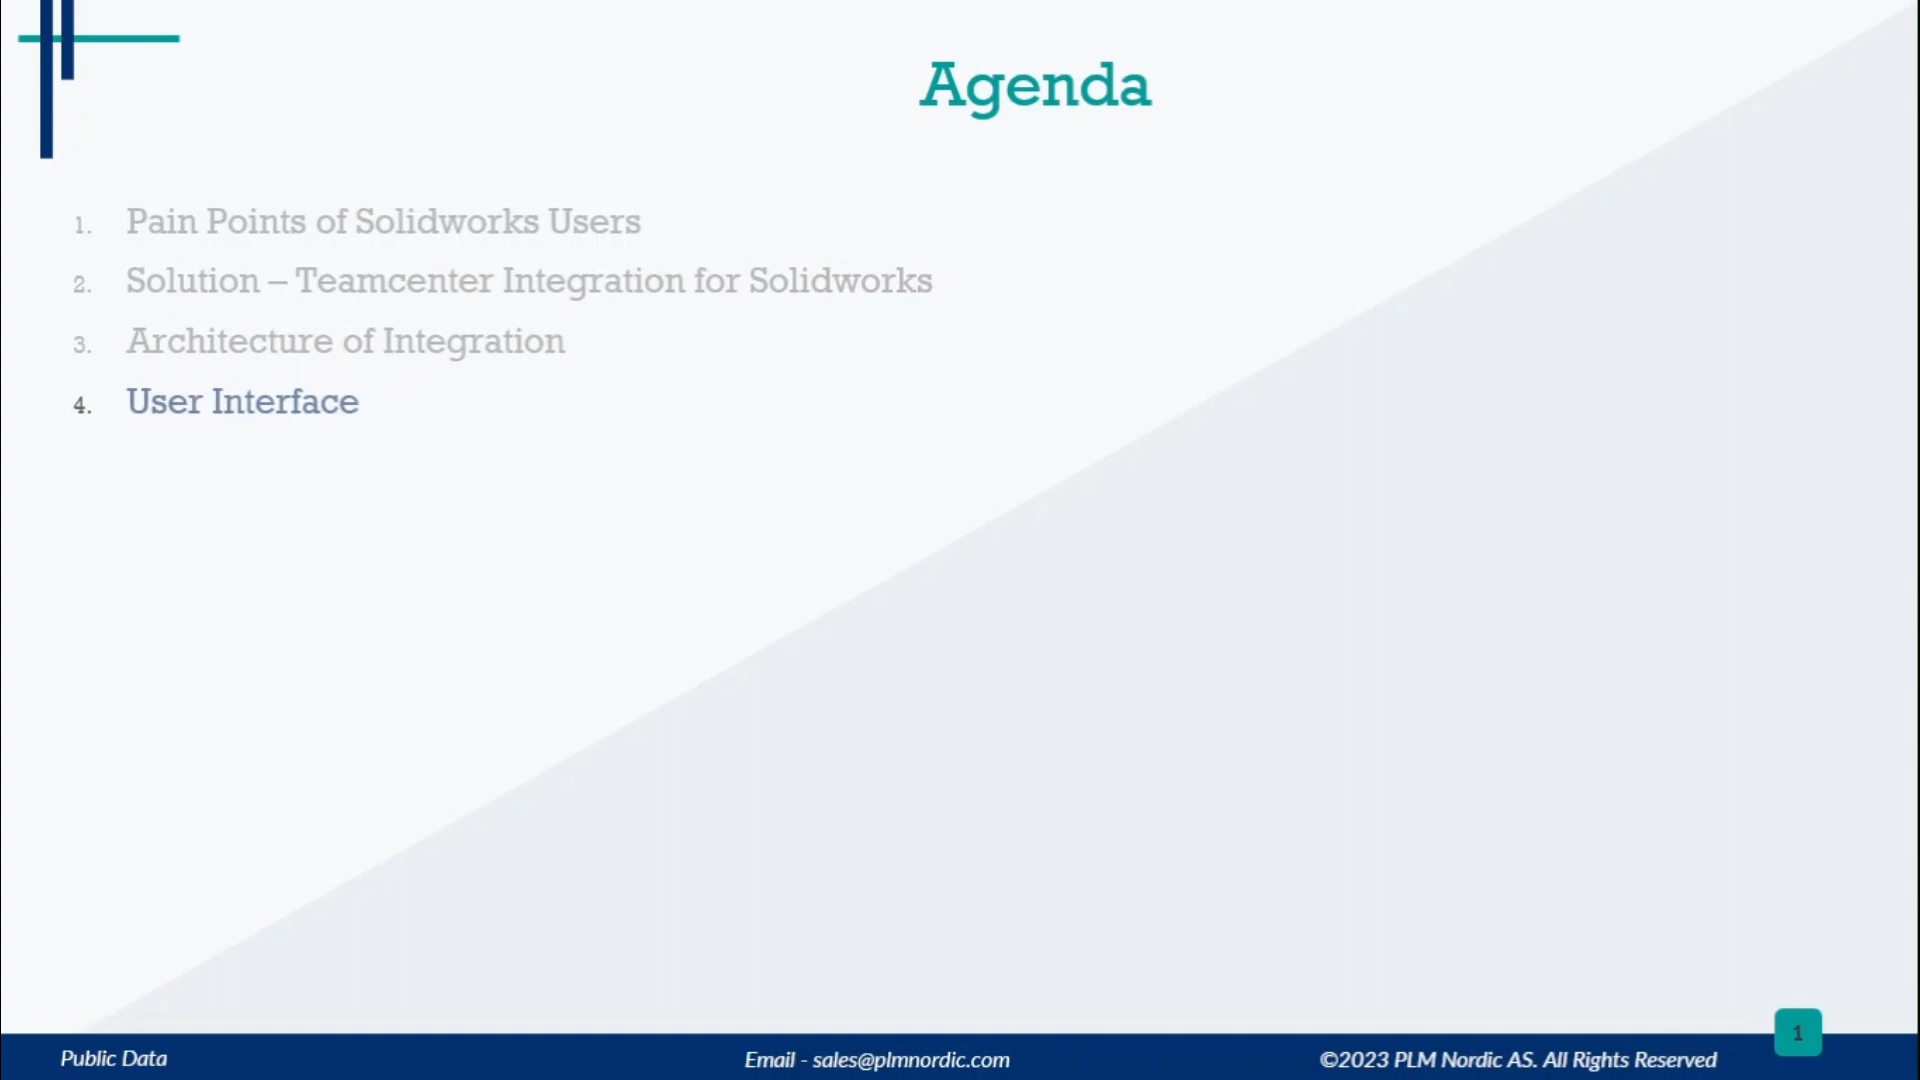 Agenda
1. Pain Points of Solidworks Users
2. Solution – Teamcenter Integration for Solidworks
3. Architecture of Integration
4. User Interface
1
Public Data
Email - sales@plmnordic.com
©2023 PLM Nordic AS. All Rights Reserved